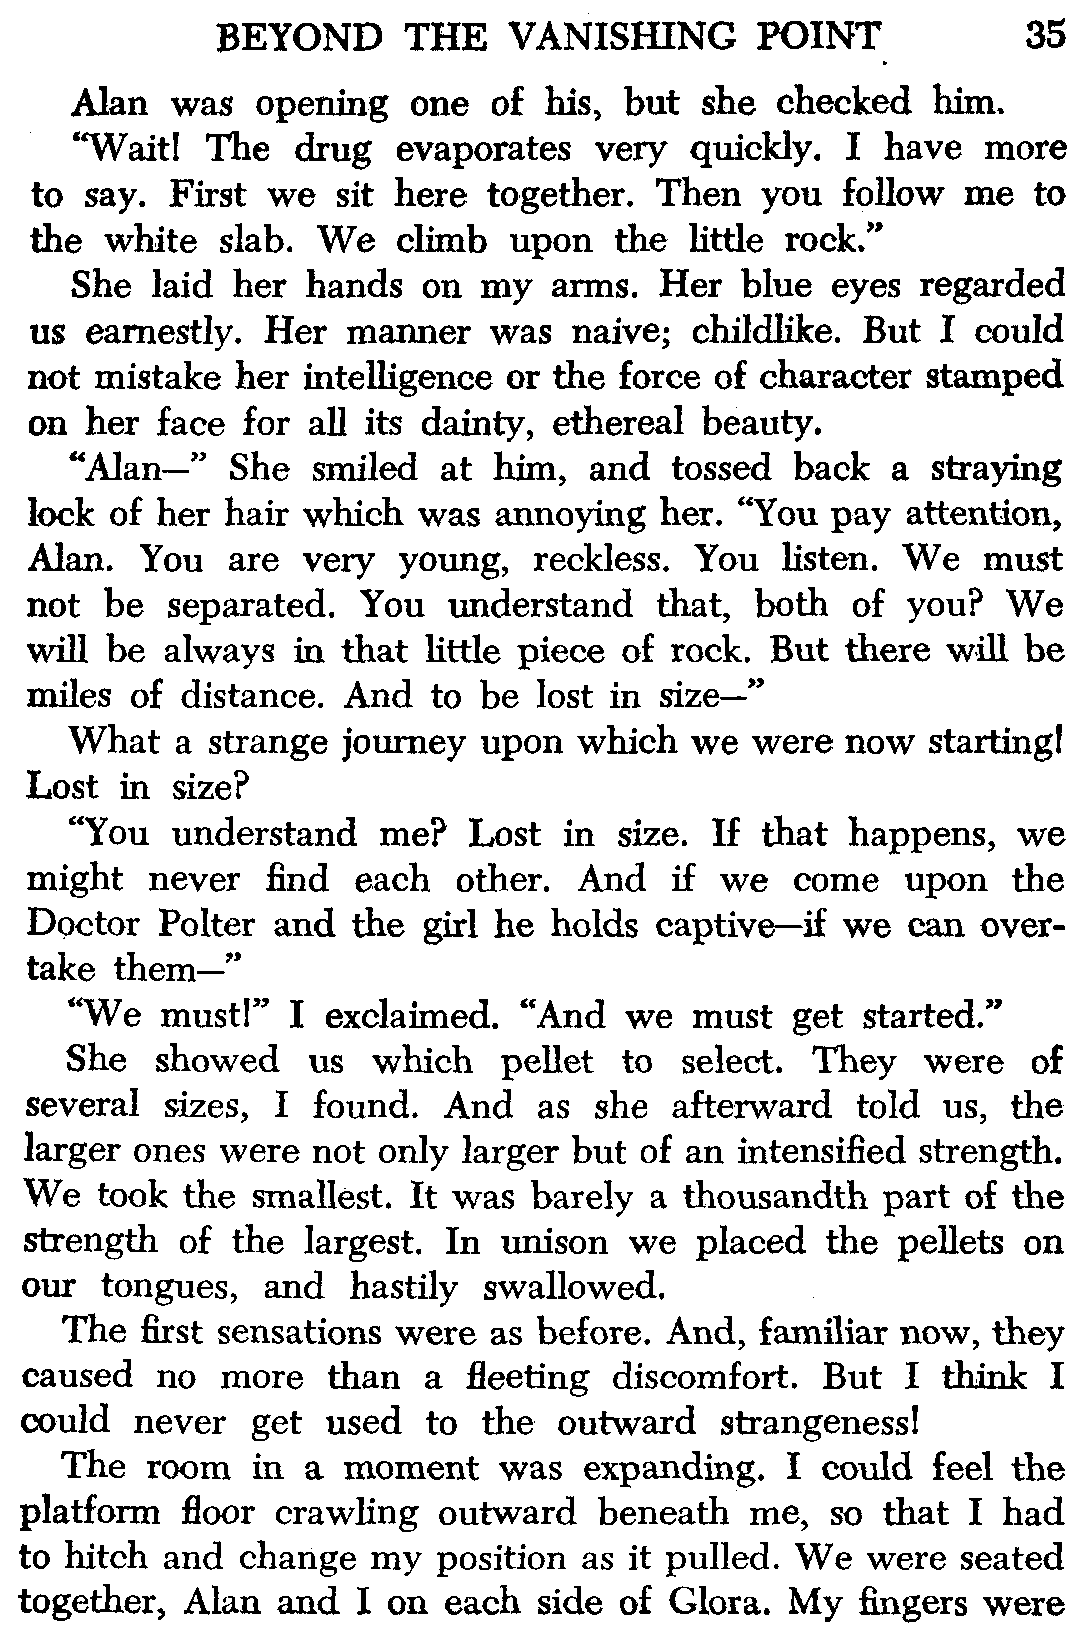 BEYOND THE VANISHING POINT 35
Alan was opening one of his, but she checked him.
“Wait! The drug evaporates very quickly. I have more
to say. First we sit here together. Then you follow me to
the white slab. We climb upon the little rock.”
She laid her hands on my arms. Her blue eyes regarded
us earnestly. Her manner was naive; childlike. But I could
not mistake her intelligence or the force of character stamped
on her face for all its dainty, ethereal beauty.
“Alan—” She smiled at him, and tossed back a straying
lock of her hair which was annoying her. “You pay attention,
Alan. You are very young, reckless. You listen. We must
not be separated. You understand that, both of you? We
will be always in that little piece of rock. But there will be
miles of distance. And to be lost in size—”
What a strange journey upon which we were now starting!
Lost in size?
“You understand me? Lost in size. If that happens, we
might never find each other. And if we come upon the
Doctor Polter and the girl he holds captive—if we can over-
take them—”
“We must!” I exclaimed. “And we must get started.”
She showed us which pellet to select. They were of
several sizes, I found. And as she afterward told us, the
larger ones were not only larger but of an intensified strength.
We took the smallest. It was barely a thousandth part of the
strength of the largest. In unison we placed the pellets on
our tongues, and hastily swallowed.
The first sensations were as before. And, familiar now, they
caused no more than a fleeting discomfort. But I think I
could never get used to the outward strangeness!
The room in a moment was expanding. I could feel the
platform floor crawling outward beneath me, so that I had
to hitch and change my position as it pulled. We were seated
together, Alan and I on each side of Glora. My fingers were